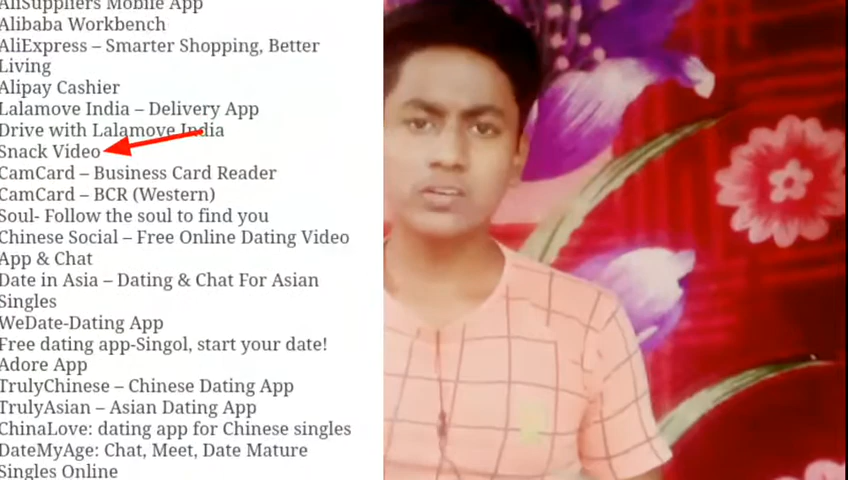 AliSuppliers Mobile App
Alibaba Workbench
AliExpress – Smarter Shopping, Better
Living
Alipay Cashier
Lalamove India – Delivery App
Drive with Lalamove India
Snack Video
CamCard – Business Card Reader
CamCard – BCR (Western)
Soul- Follow the soul to find you
Chinese Social – Free Online Dating Video
App & Chat
Date in Asia – Dating & Chat For Asian
Singles
WeDate-Dating App
Free dating app-Singol, start your date!
Adore App
TrulyChinese – Chinese Dating App
TrulyAsian – Asian Dating App
ChinaLove: dating app for Chinese singles
DateMyAge: Chat, Meet, Date Mature
Singles Online